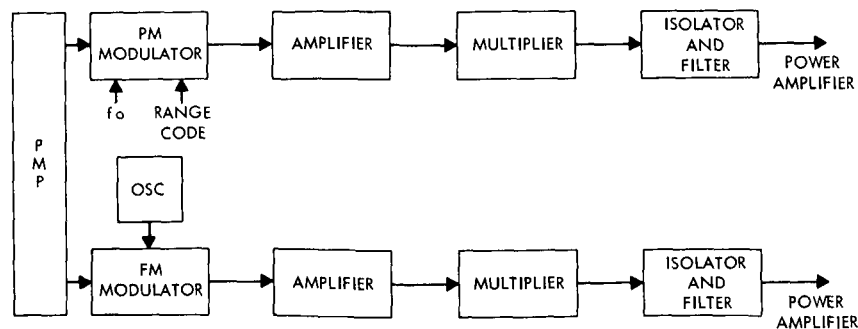 PM MODULATOR
AMPLIFIER
MULTIPLIER
ISOLATOR AND FILTER
POWER AMPLIFIER
fo
RANGE CODE
PMP
OSC
FM MODULATOR
AMPLIFIER
MULTIPLIER
ISOLATOR AND FILTER
POWER AMPLIFIER